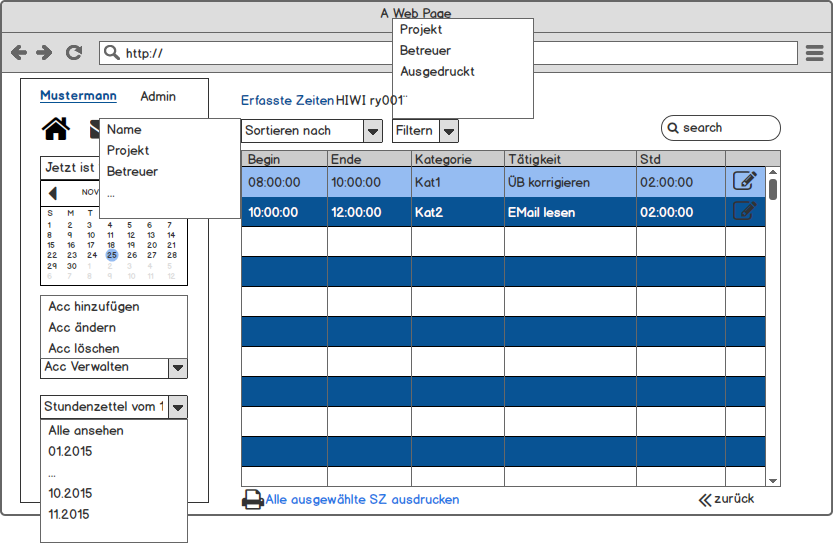 A Web Page
Projekt
Betreuer
Ausgedruckt
http://
Mustermann Admin
Erfasste Zeiten HIWI ry001"
Name
Projekt
Betreuer
...
Sortieren nach
Filtern
search
Jetzt ist
NOV
S M T
1 2 3 4 5 6 7
8 9 10 11 12 13 14
15 16 17 18 19 20 21
22 23 24 25 26 27 28
29 30 1 2 3 4 5
6 7 8 9 10 11 12
Begin Ende Kategorie Tätigkeit Std
08:00:00 10:00:00 Kat1 ÜB korrigieren 02:00:00
10:00:00 12:00:00 Kat2 EMail lesen 02:00:00
Acc hinzufügen
Acc ändern
Acc löschen
Acc Verwalten
Stundenzettel vom 1
Alle ansehen
01.2015
...
10.2015
11.2015
Alle ausgewählte SZ ausdrucken
zurück